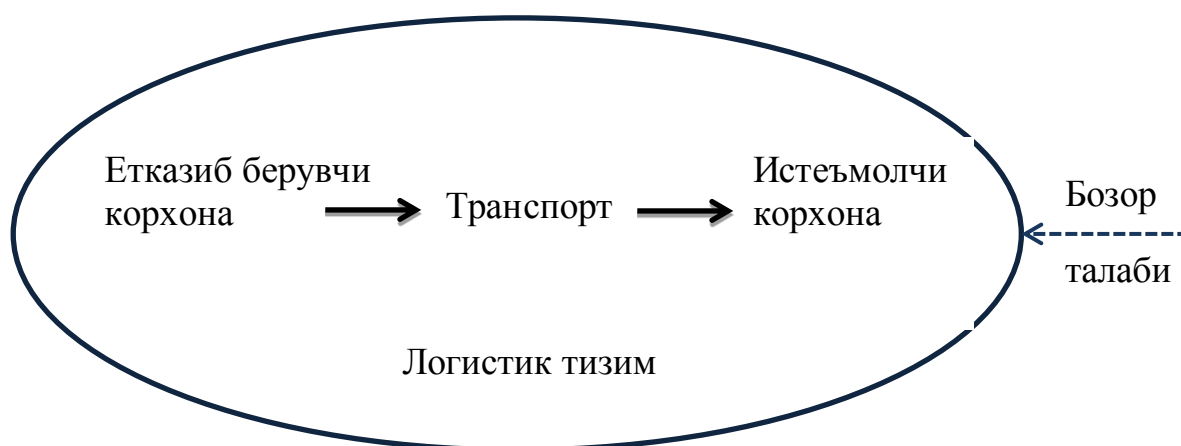 Етказиб берувчи
корхона
Транспорт
Истеъмолчи
корхона
Бозор
талаби
Логистик тизим